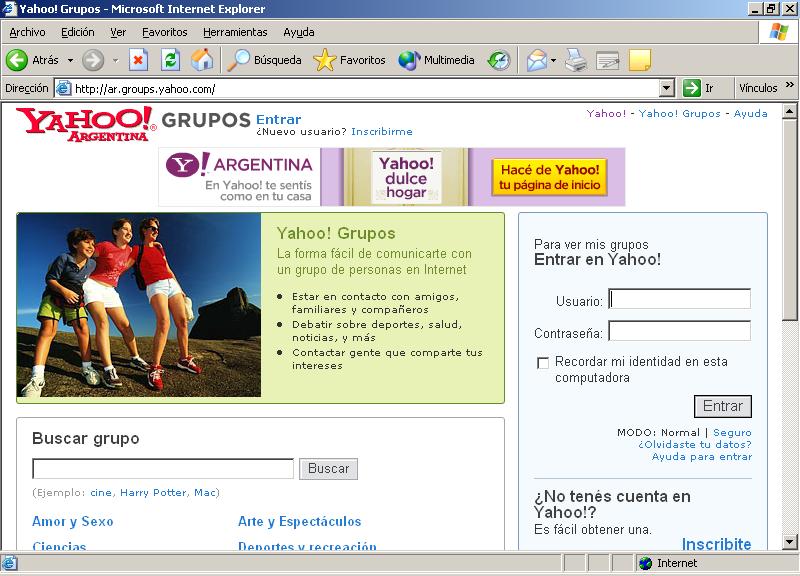 Yahoo! Grupos - Microsoft Internet Explorer
Archivo Edición Ver Favoritos Herramientas Ayuda
Atrás Búsqueda Favoritos Multimedia
Dirección http://ar.groups.yahoo.com/ Ir Vínculos »
YAHOO! ARGENTINA GRUPOS Entrar
¿Nuevo usuario? Inscribirme
Yahoo! - Yahoo! Grupos - Ayuda
Y! ARGENTINA
En Yahoo! te sentís
como en tu casa
Yahoo!
dulce
hogar
Hacé de Yahoo!
tu página de inicio
Yahoo! Grupos
La forma fácil de comunicarte con
un grupo de personas en Internet
• Estar en contacto con amigos,
familiares y compañeros
• Debatir sobre deportes, salud,
noticias, y más
• Contactar gente que comparte tus
intereses
Para ver mis grupos
Entrar en Yahoo!
Usuario:
Contraseña:
Recordar mi identidad en esta
computadora
Entrar
MODO: Normal | Seguro
¿Olvidaste tu datos?
Ayuda para entrar
¿No tenés cuenta en
Yahoo!?
Es fácil obtener una.
Inscribite
Buscar grupo
Buscar
(Ejemplo: cine, Harry Potter, Mac)
Amor y Sexo Arte y Espectáculos
Ciencias Deportes y recreación
Internet